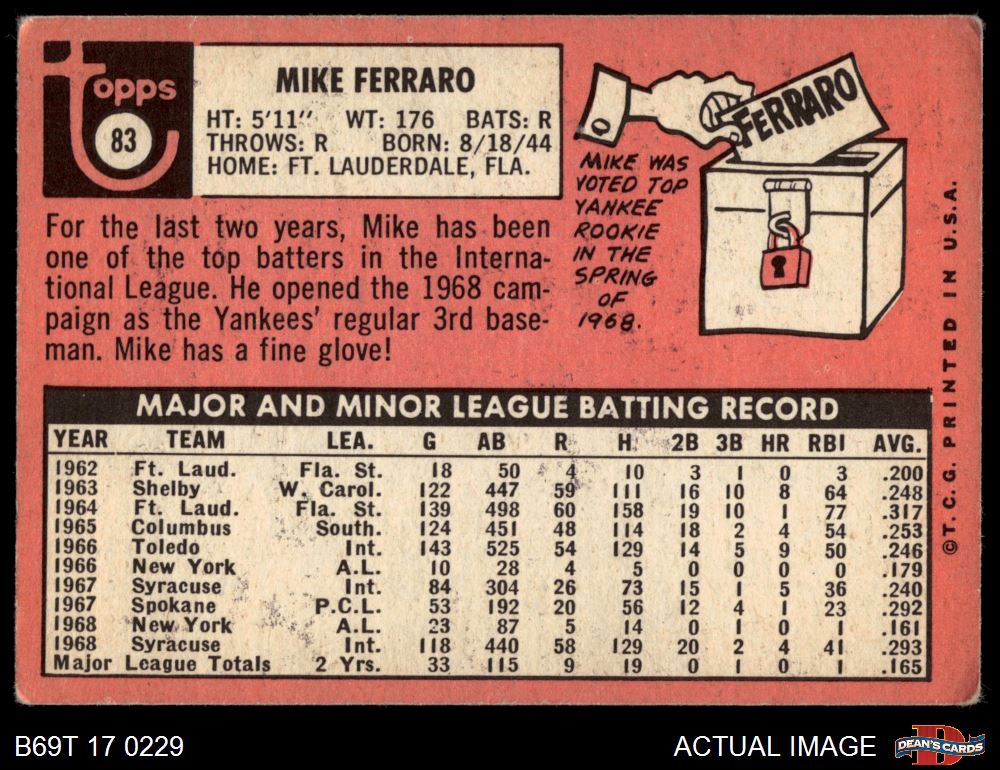 topps
83
MIKE FERRARO
HT: 5'11" WT: 176 BATS: R
THROWS: R BORN: 8/18/44
HOME: FT. LAUDERDALE, FLA.
For the last two years, Mike has been
one of the top batters in the Interna-
tional League. He opened the 1968 cam-
paign as the Yankees' regular 3rd base-
man. Mike has a fine glove!
FERRARO
MIKE WAS
VOTED TOP
YANKEE
ROOKIE
IN THE
SPRING
OF
1968.
©T.C.G. PRINTED IN U.S.A.
MAJOR AND MINOR LEAGUE BATTING RECORD
YEAR TEAM LEA. G AB R H 2B 3B HR RBI AVG.
1962 Ft. Laud. Fla. St. 18 50 4 10 3 1 0 3 .200
1963 Shelby W. Carol. 122 447 59 111 16 10 8 64 .248
1964 Ft. Laud. Fla. St. 139 498 60 158 19 10 1 77 .317
1965 Columbus South. 124 451 48 114 18 2 4 54 .253
1966 Toledo Int. 143 525 54 129 14 5 9 50 .246
1966 New York A.L. 10 28 4 5 0 0 0 0 .179
1967 Syracuse Int. 84 304 26 73 15 1 5 36 .240
1967 Spokane P.C.L. 53 192 20 56 12 4 1 23 .292
1968 New York A.L. 23 87 5 14 0 1 0 1 .161
1968 Syracuse Int. 118 440 58 129 20 2 4 41 .293
Major League Totals 2 Yrs. 33 115 9 19 0 1 0 1 .165
B69T 17 0229
ACTUAL IMAGE
DEAN'S CARDS